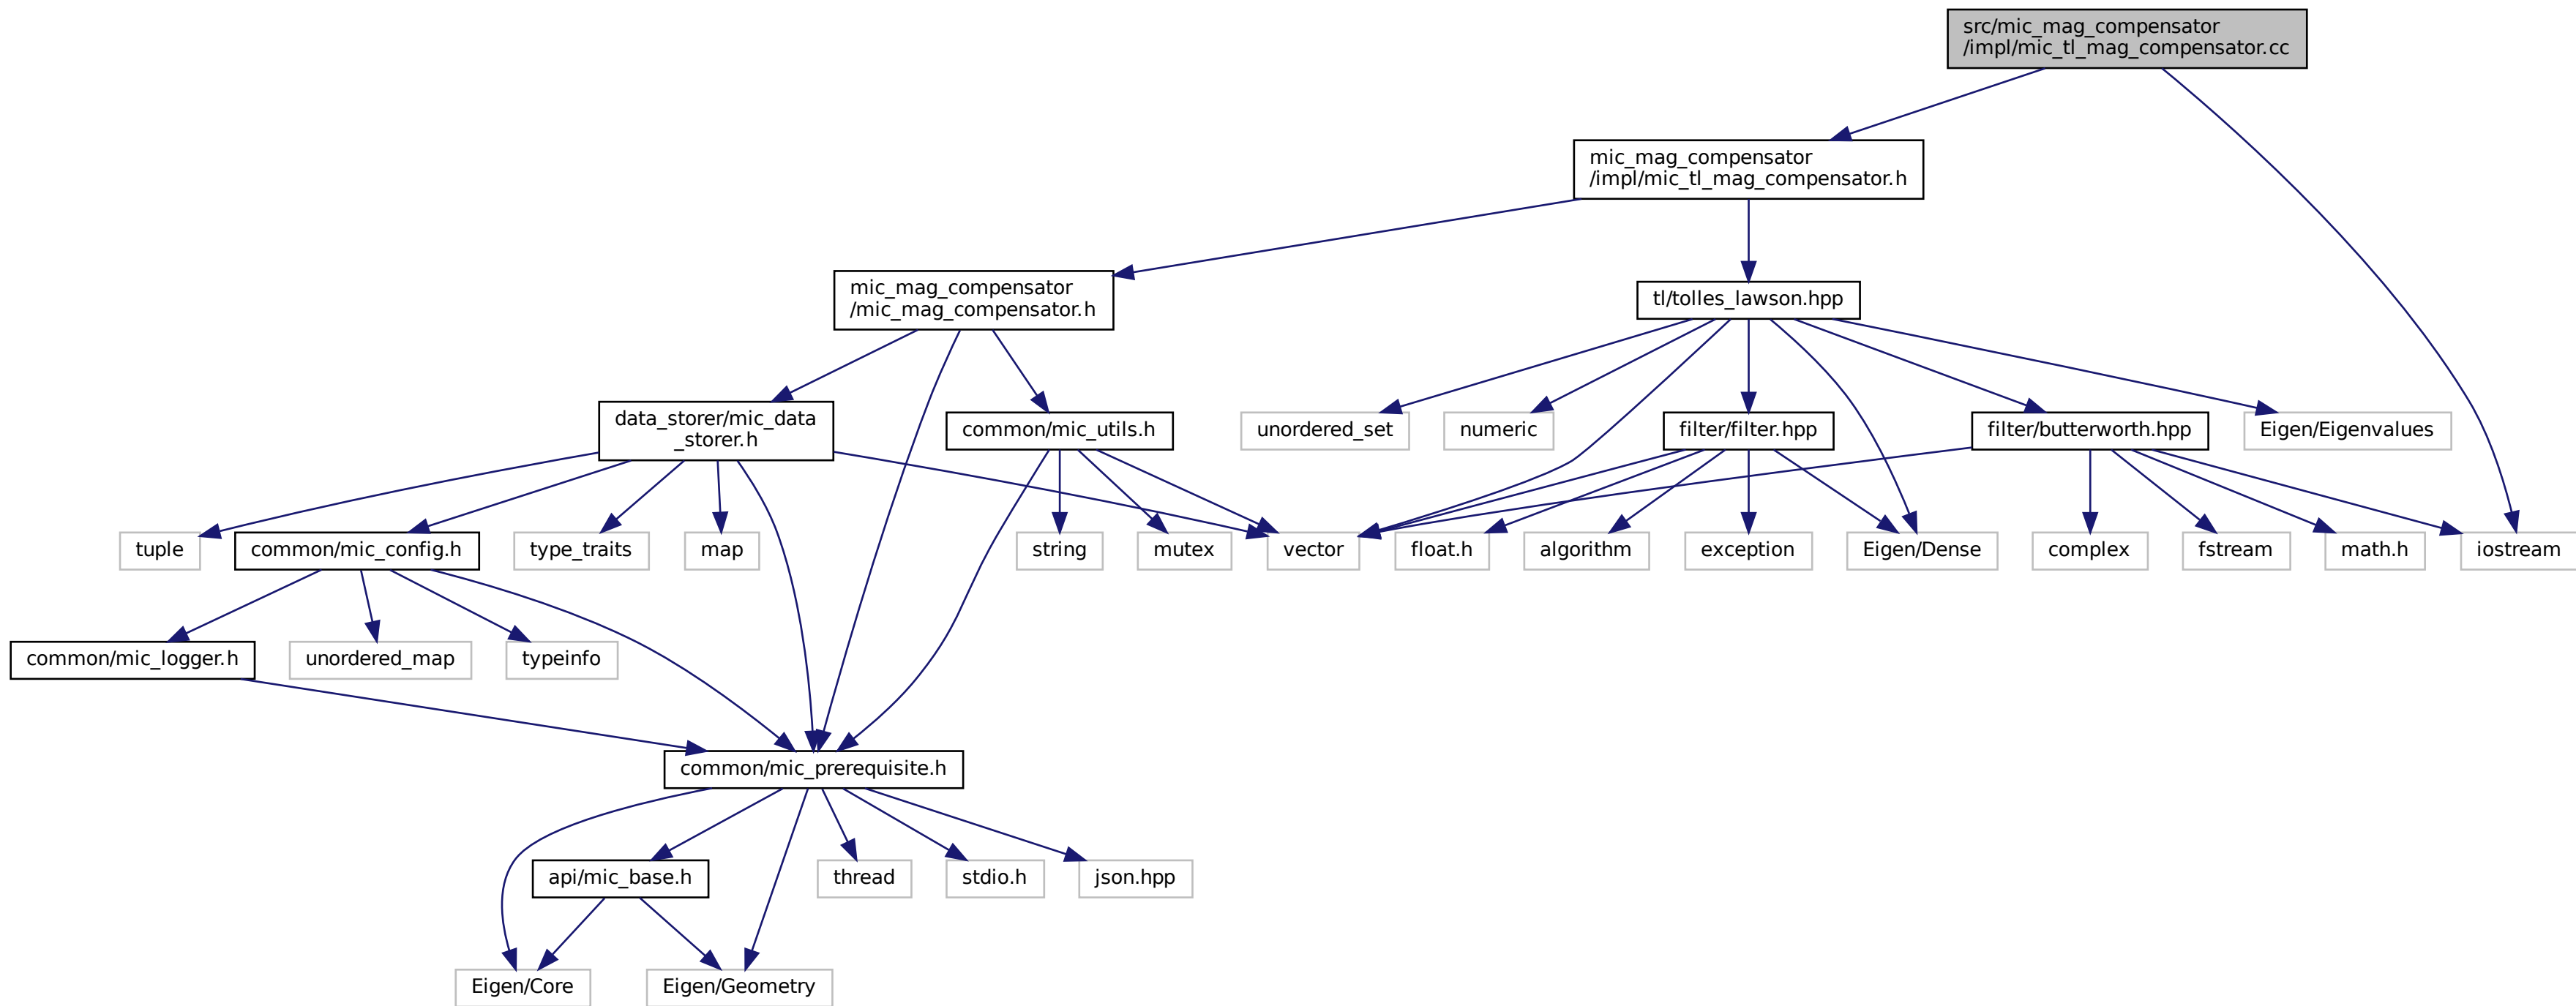 src/mic_mag_compensator
/impl/mic_tl_mag_compensator.cc
mic_mag_compensator
/impl/mic_tl_mag_compensator.h
mic_mag_compensator
/mic_mag_compensator.h
tl/tolles_lawson.hpp
data_storer/mic_data
_storer.h
common/mic_utils.h
unordered_set
numeric
filter/filter.hpp
filter/butterworth.hpp
Eigen/Eigenvalues
tuple
common/mic_config.h
type_traits
map
string
mutex
vector
float.h
algorithm
exception
Eigen/Dense
complex
fstream
math.h
iostream
common/mic_logger.h
unordered_map
typeinfo
common/mic_prerequisite.h
api/mic_base.h
thread
stdio.h
json.hpp
Eigen/Core
Eigen/Geometry